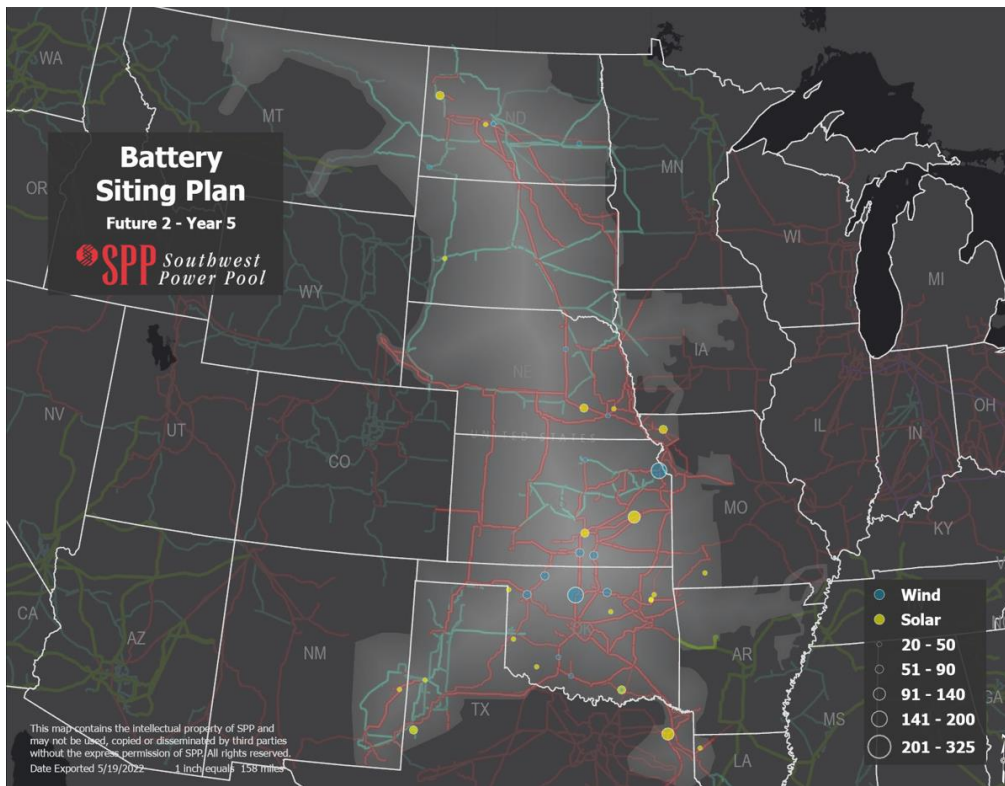 Battery
Siting Plan
Future 2 - Year 5
SPP Southwest
Power Pool
WA
MT
ND
MN
OR
WI
MI
WY
IA
NE
NV
UT
UNITED STATES
IL
IN
OH
CO
MO
KY
CA
AZ
NM
OK
AR
TX
MS
GA
LA
Wind
Solar
20 - 50
51 - 90
91 - 140
141 - 200
201 - 325
This map contains the intellectual property of SPP and
may not be used, copied or disseminated by third parties
without the express permission of SPP. All rights reserved.
Date Exported 5/19/2022 1 inch equals 158 miles